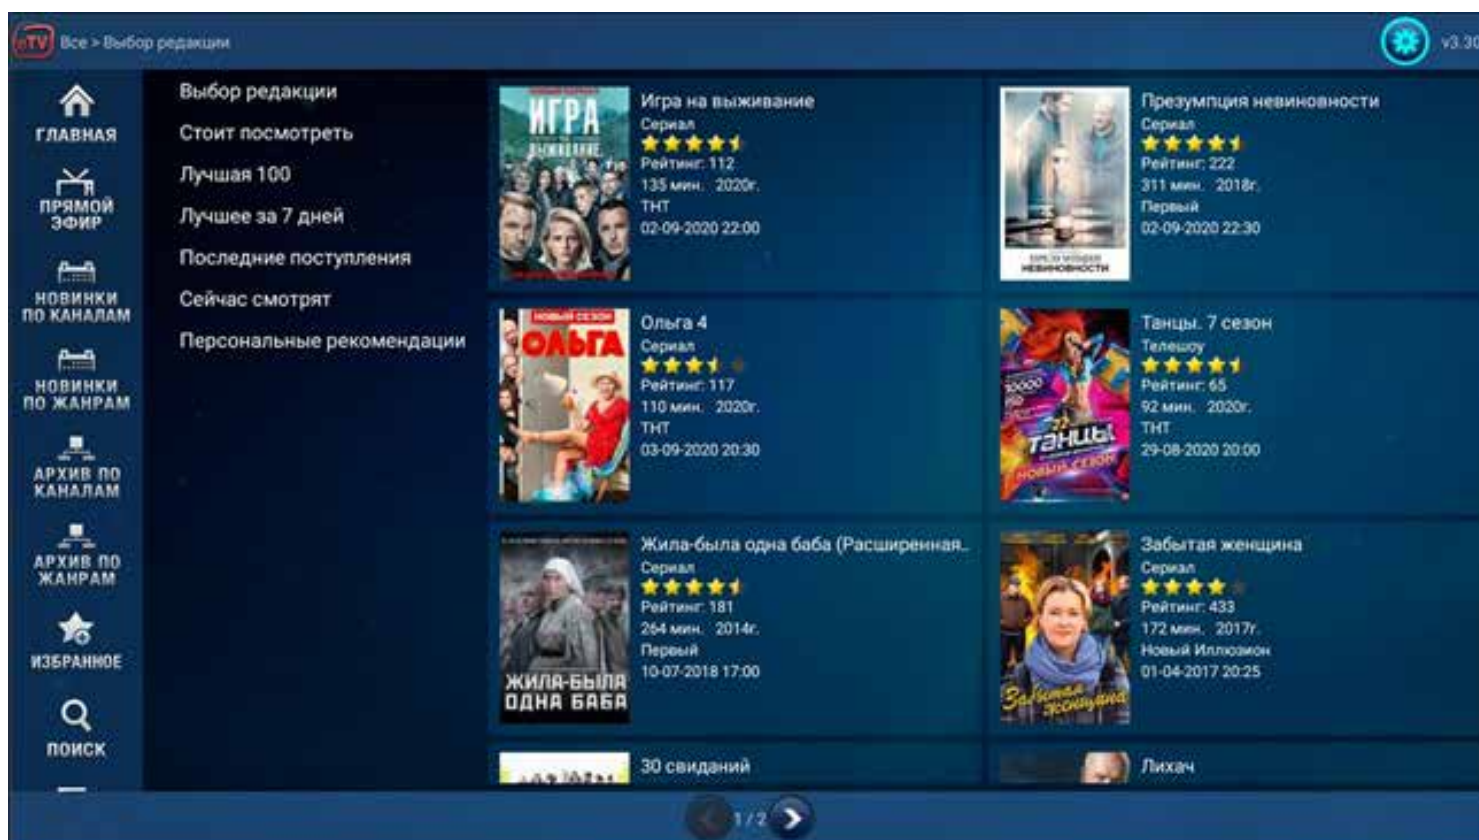 eTV Все > Выбор редакции
v3.30
ГЛАВНАЯ
ПРЯМОЙ
ЭФИР
НОВИНКИ
ПО КАНАЛАМ
НОВИНКИ
ПО ЖАНРАМ
АРХИВ ПО
КАНАЛАМ
АРХИВ ПО
ЖАНРАМ
ИЗБРАННОЕ
ПОИСК
Выбор редакции
Стоит посмотреть
Лучшая 100
Лучшее за 7 дней
Последние поступления
Сейчас смотрят
Персональные рекомендации
ИГРА
НА
ВЫЖИВАНИЕ
Игра на выживание
Сериал
Рейтинг: 112
135 мин. 2020г.
ТНТ
02-09-2020 22:00
НЕВИНОВНОСТИ
Презумпция невиновности
Сериал
Рейтинг: 222
311 мин. 2018г.
Первый
02-09-2020 22:30
НОВЫЙ СЕЗОН
ОЛЬГА
Ольга 4
Сериал
Рейтинг: 117
110 мин. 2020г.
ТНТ
03-09-2020 20:30
ТАНЦЫ
НОВЫЙ СЕЗОН
Танцы. 7 сезон
Телешоу
Рейтинг: 65
92 мин. 2020г.
ТНТ
29-08-2020 20:00
ЖИЛА-БЫЛА
ОДНА БАБА
Жила-была одна баба (Расширенная..
Сериал
Рейтинг: 181
264 мин. 2014г.
Первый
10-07-2018 17:00
Забытая
женщина
Забытая женщина
Сериал
Рейтинг: 433
172 мин. 2017г.
Новый Иллюзион
01-04-2017 20:25
30 свиданий
Лихач
1 / 2